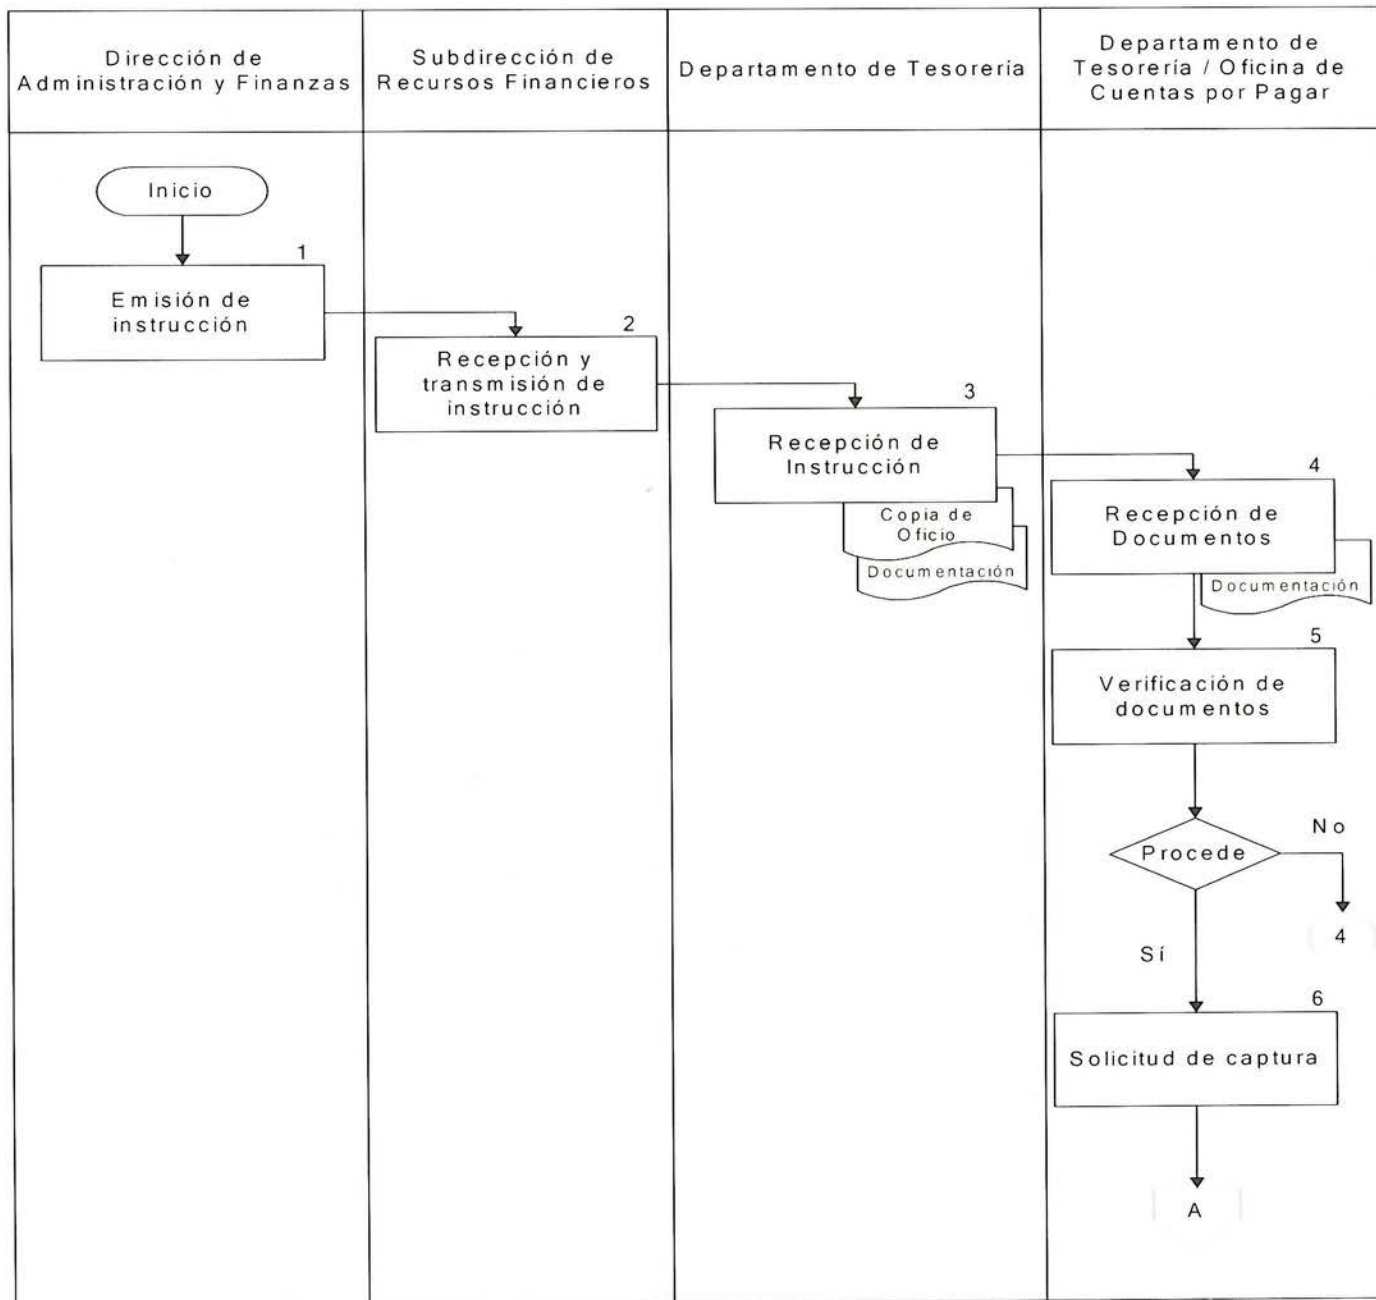 Dirección de
Administración y Finanzas
Subdirección de
Recursos Financieros
Departamento de Tesorería
Departamento de
Tesorería / Oficina de
Cuentas por Pagar
Inicio
1
Emisión de
instrucción
2
Recepción y
transmisión de
instrucción
3
Recepción de
Instrucción
Copia de
Oficio
Documentación
4
Recepción de
Documentos
Documentación
5
Verificación de
documentos
Procede
No
4
Sí
6
Solicitud de captura
A